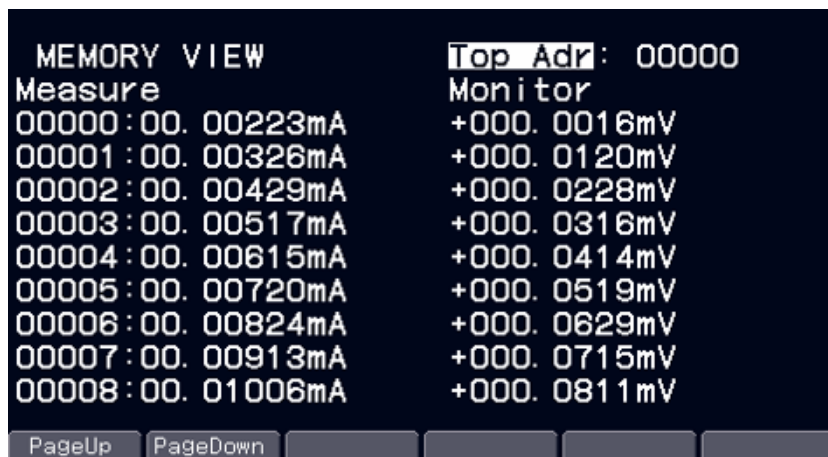 MEMORY VIEW Top Adr: 00000
Measure Monitor
00000:00. 00223mA +000. 0016mV
00001:00. 00326mA +000. 0120mV
00002:00. 00429mA +000. 0228mV
00003:00. 00517mA +000. 0316mV
00004:00. 00615mA +000. 0414mV
00005:00. 00720mA +000. 0519mV
00006:00. 00824mA +000. 0629mV
00007:00. 00913mA +000. 0715mV
00008:00. 01006mA +000. 0811mV
PageUp PageDown